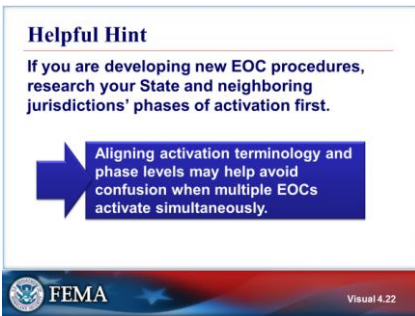 Helpful Hint
If you are developing new EOC procedures,
research your State and neighboring
jurisdictions' phases of activation first.
Aligning activation terminology and
phase levels may help avoid
confusion when multiple EOCs
activate simultaneously.
FEMA
Visual 4.22